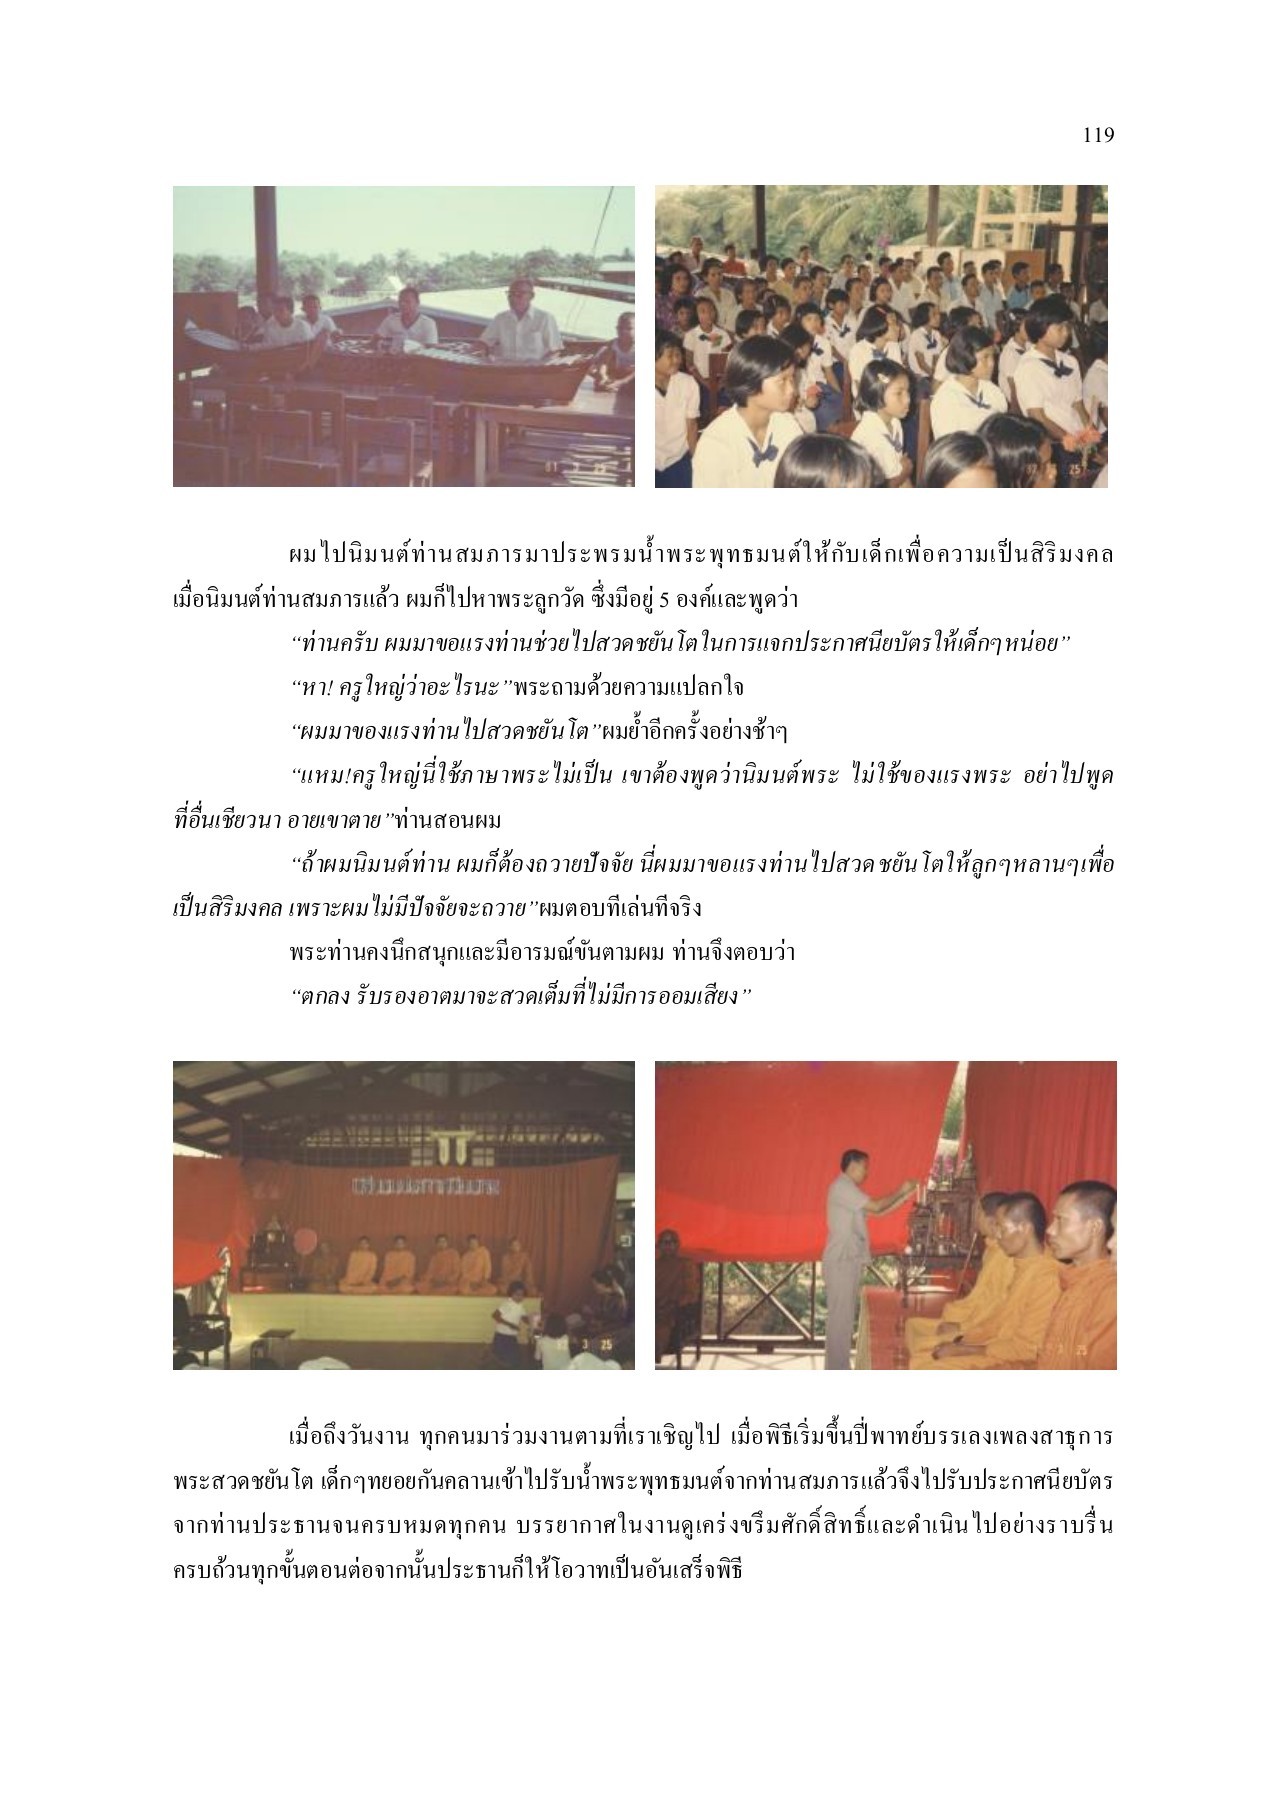 119
ผมไปนิมนต์ท่านสมภารมาประพรมน้ำพระพุทธมนต์ให้กับเด็กเพื่อความเป็นสิริมงคล
เมื่อนิมนต์ท่านสมภารแล้ว ผมก็ไปหาพระลูกวัด ซึ่งมีอยู่ 5 องค์และพูดว่า
“ท่านครับ ผมมาขอแรงท่านช่วยไปสวดชยันโตในการแจกประกาศนียบัตรให้เด็กๆหน่อย”
“หา! ครูใหญ่ว่าอะไรนะ”พระถามด้วยความแปลกใจ
“ผมมาของแรงท่านไปสวดชยันโต”ผมย้ำอีกครั้งอย่างช้าๆ
“แหม!ครูใหญ่นี่ใช้ภาษาพระไม่เป็น เขาต้องพูดว่านิมนต์พระ ไม่ใช้ของแรงพระ อย่าไปพูด
ที่อื่นเชียวนา อายเขาตาย”ท่านสอนผม
“ถ้าผมนิมนต์ท่าน ผมก็ต้องถวายปัจจัย นี่ผมมาขอแรงท่านไปสวดชยันโตให้ลูกๆหลานๆเพื่อ
เป็นสิริมงคล เพราะผมไม่มีปัจจัยจะถวาย”ผมตอบทีเล่นทีจริง
พระท่านคงนึกสนุกและมีอารมณ์ขันตามผม ท่านจึงตอบว่า
“ตกลง รับรองอาตมาจะสวดเต็มที่ไม่มีการออมเสียง”
3 25
3 25
เมื่อถึงวันงาน ทุกคนมาร่วมงานตามที่เราเชิญไป เมื่อพิธีเริ่มขึ้นปี่พาทย์บรรเลงเพลงสาธุการ
พระสวดชยันโต เด็กๆทยอยกันคลานเข้าไปรับน้ำพระพุทธมนต์จากท่านสมภารแล้วจึงไปรับประกาศนียบัตร
จากท่านประธานจนครบหมดทุกคน บรรยากาศในงานดูเคร่งขรึมศักดิ์สิทธิ์และดำเนินไปอย่างราบรื่น
ครบถ้วนทุกขั้นตอนต่อจากนั้นประธานก็ให้โอวาทเป็นอันเสร็จพิธี